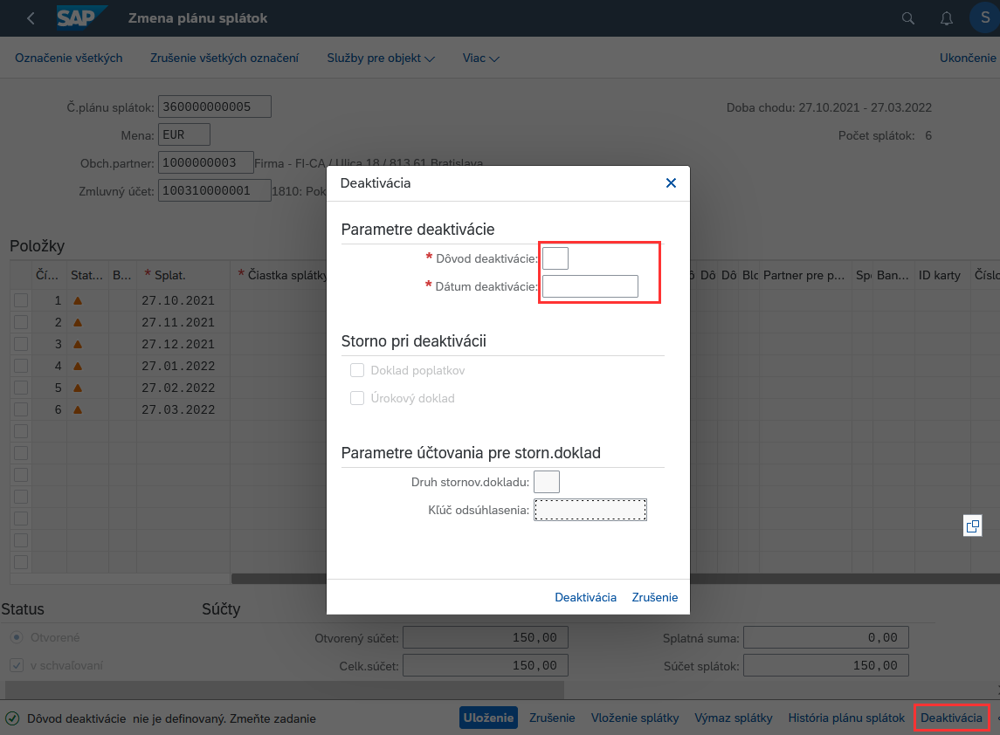 SAP Zmena plánu splátok S
Označenie všetkých Zrušenie všetkých označení Služby pre objekt Viac Ukončenie
Č.plánu splátok: 360000000005 Doba chodu: 27.10.2021 - 27.03.2022
Mena: EUR Počet splátok: 6
Obch.partner: 1000000003 Firma - FI-CA / Ulica 18 / 813 61 Bratislava
Zmluvný účet: 100310000001 1810: Pok
Deaktivácia
Parametre deaktivácie
* Dôvod deaktivácie:
* Dátum deaktivácie:
Storno pri deaktivácii
Doklad poplatkov
Úrokový doklad
Parametre účtovania pre storn.doklad
Druh stornov.dokladu:
Kľúč odsúhlasenia:
Deaktivácia Zrušenie
Položky
Čí... Stat... B... * Splat. * Čiastka splátky Dô Dô Blo Partner pre p... Spô Ban... ID karty Číslo
1 27.10.2021
2 27.11.2021
3 27.12.2021
4 27.01.2022
5 27.02.2022
6 27.03.2022
Status Súčty
Otvorené Otvorený súčet: 150,00 Splatná suma: 0,00
v schvaľovaní Celk.súčet: 150,00 Súčet splátok: 150,00
Dôvod deaktivácie nie je definovaný. Zmeňte zadanie Uloženie Zrušenie Vloženie splátky Výmaz splátky História plánu splátok Deaktivácia